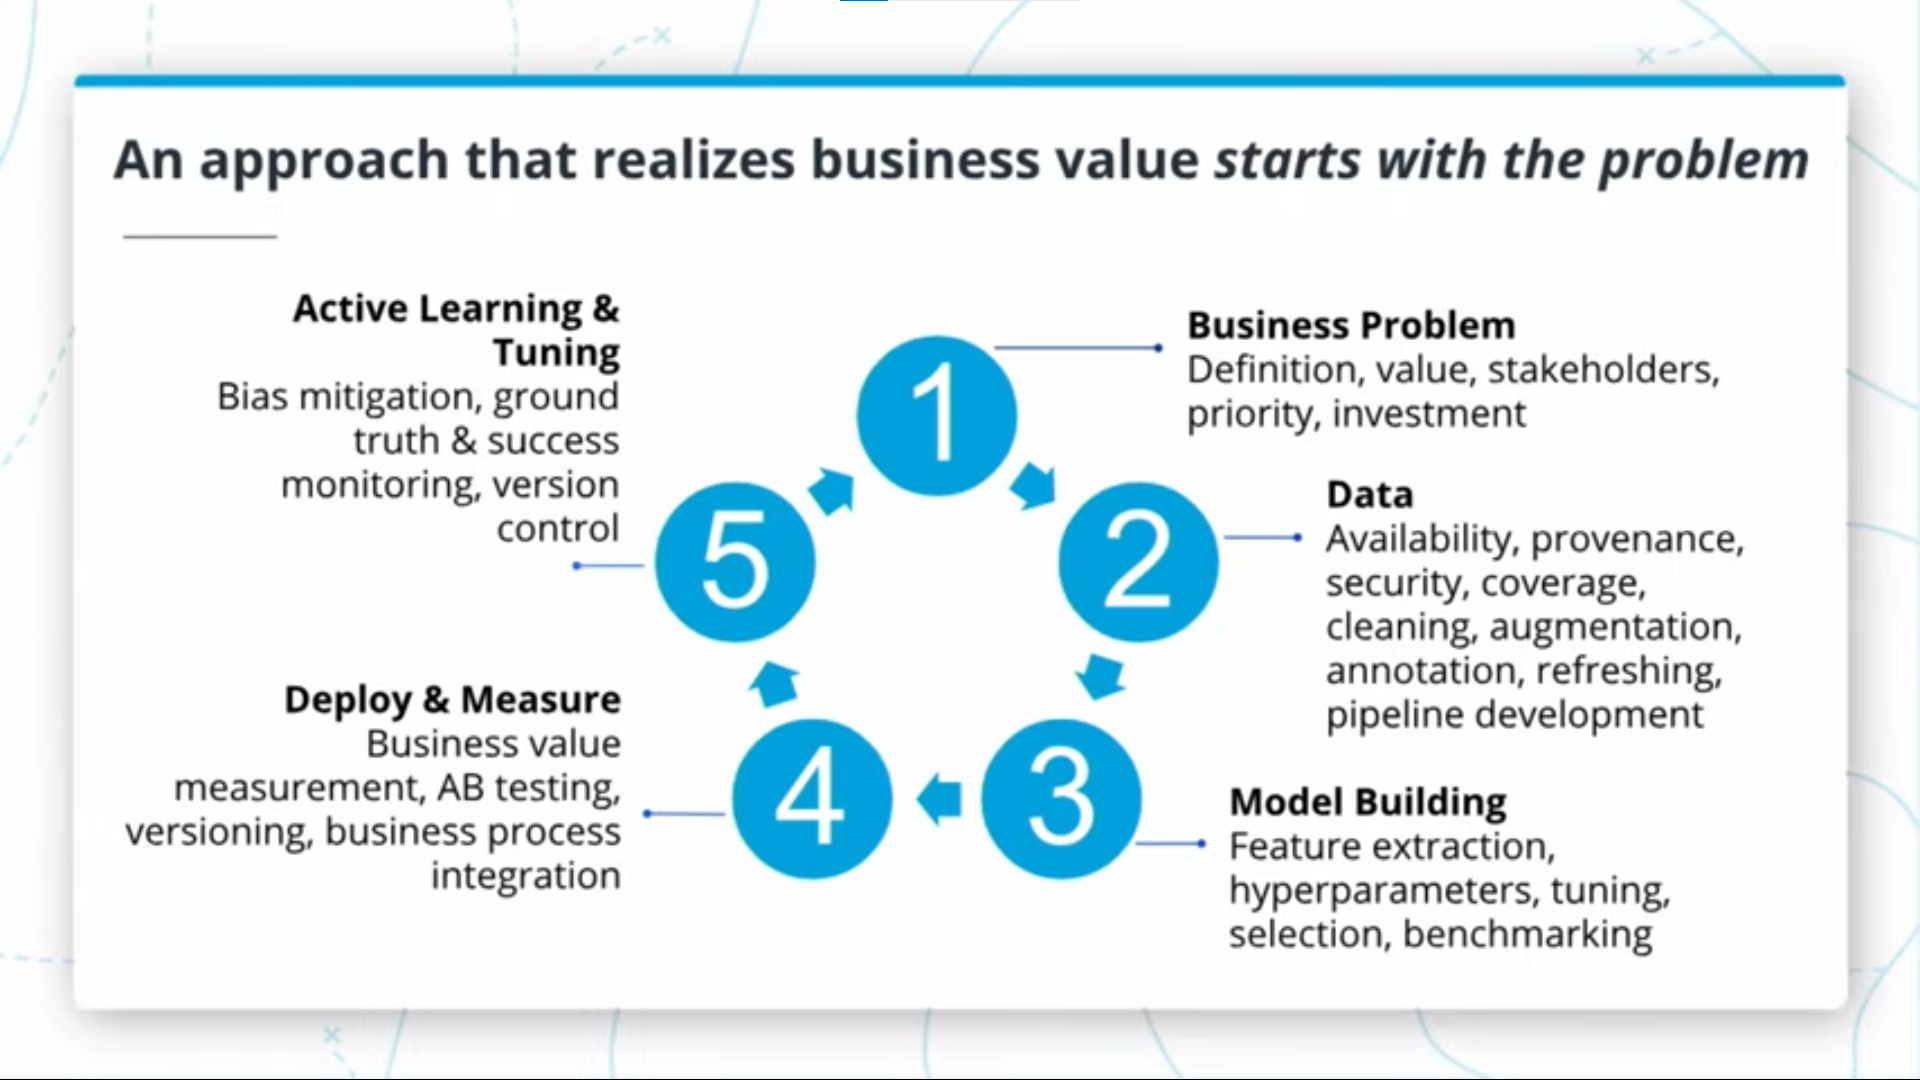 An approach that realizes business value starts with the problem
1
Business Problem
Definition, value, stakeholders,
priority, investment
2
Data
Availability, provenance,
security, coverage,
cleaning, augmentation,
annotation, refreshing,
pipeline development
3
Model Building
Feature extraction,
hyperparameters, tuning,
selection, benchmarking
4
Deploy & Measure
Business value
measurement, AB testing,
versioning, business process
integration
5
Active Learning &
Tuning
Bias mitigation, ground
truth & success
monitoring, version
control